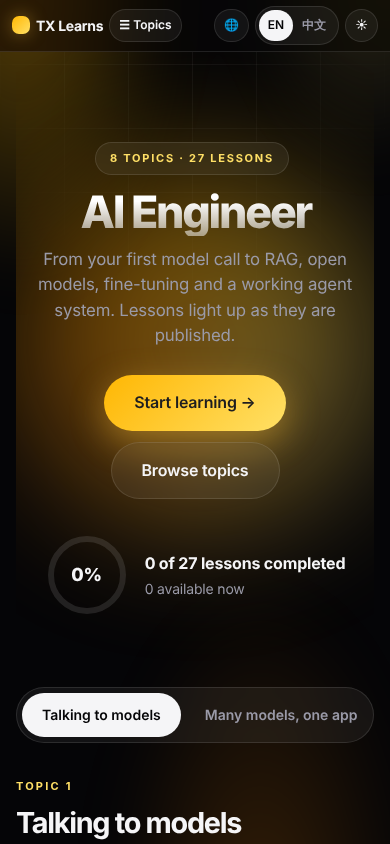 TX Learns ☰ Topics 🌐 EN 中文 ☀
8 TOPICS · 27 LESSONS
AI Engineer
From your first model call to RAG, open
models, fine-tuning and a working agent
system. Lessons light up as they are
published.
Start learning →
Browse topics
0%
0 of 27 lessons completed
0 available now
Talking to models Many models, one app
TOPIC 1
Talking to models